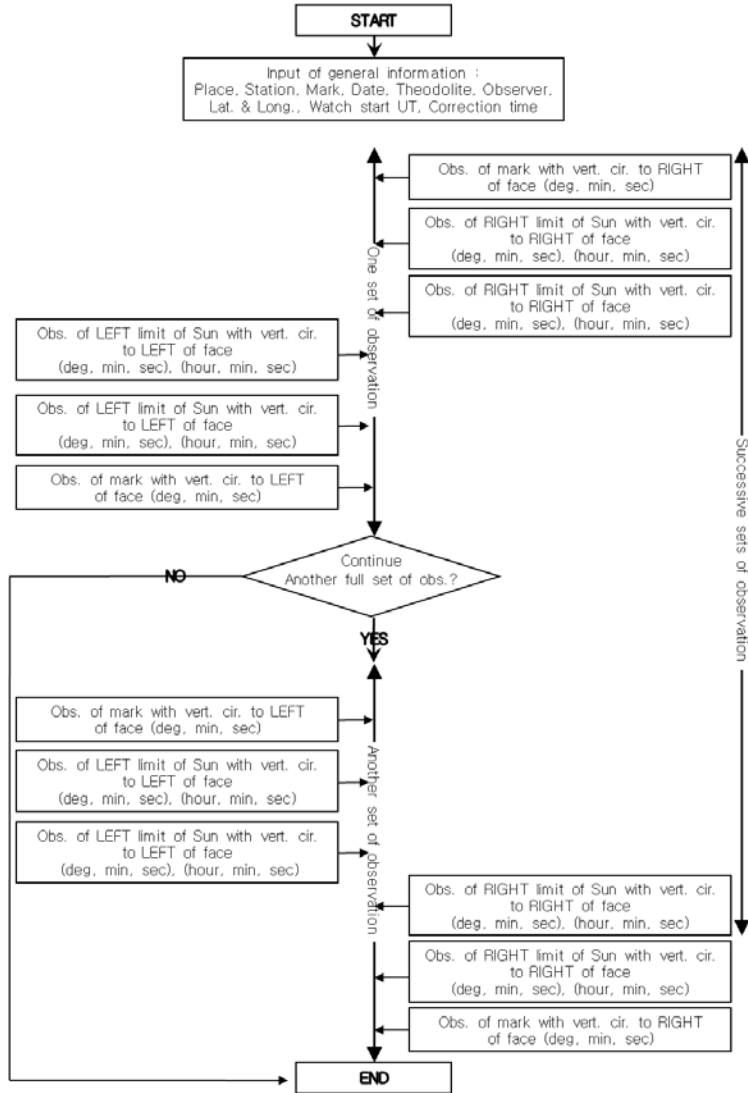 START
Input of general information :
Place, Station, Mark, Date, Theodolite, Observer,
Lat. & Long., Watch start UT, Correction time
Obs. of mark with vert. cir. to RIGHT
of face (deg, min, sec)
Obs. of RIGHT limit of Sun with vert. cir.
to RIGHT of face
(deg, min, sec), (hour, min, sec)
Obs. of RIGHT limit of Sun with vert. cir.
to RIGHT of face
(deg, min, sec), (hour, min, sec)
One set of observation
Obs. of LEFT limit of Sun with vert. cir.
to LEFT of face
(deg, min, sec), (hour, min, sec)
Obs. of LEFT limit of Sun with vert. cir.
to LEFT of face
(deg, min, sec), (hour, min, sec)
Obs. of mark with vert. cir. to LEFT
of face (deg, min, sec)
Successive sets of observation
Continue
Another full set of obs.?
NO
YES
Obs. of mark with vert. cir. to LEFT
of face (deg, min, sec)
Obs. of LEFT limit of Sun with vert. cir.
to LEFT of face
(deg, min, sec), (hour, min, sec)
Obs. of LEFT limit of Sun with vert. cir.
to LEFT of face
(deg, min, sec), (hour, min, sec)
Another set of observation
Obs. of RIGHT limit of Sun with vert. cir.
to RIGHT of face
(deg, min, sec), (hour, min, sec)
Obs. of RIGHT limit of Sun with vert. cir.
to RIGHT of face
(deg, min, sec), (hour, min, sec)
Obs. of mark with vert. cir. to RIGHT
of face (deg, min, sec)
END